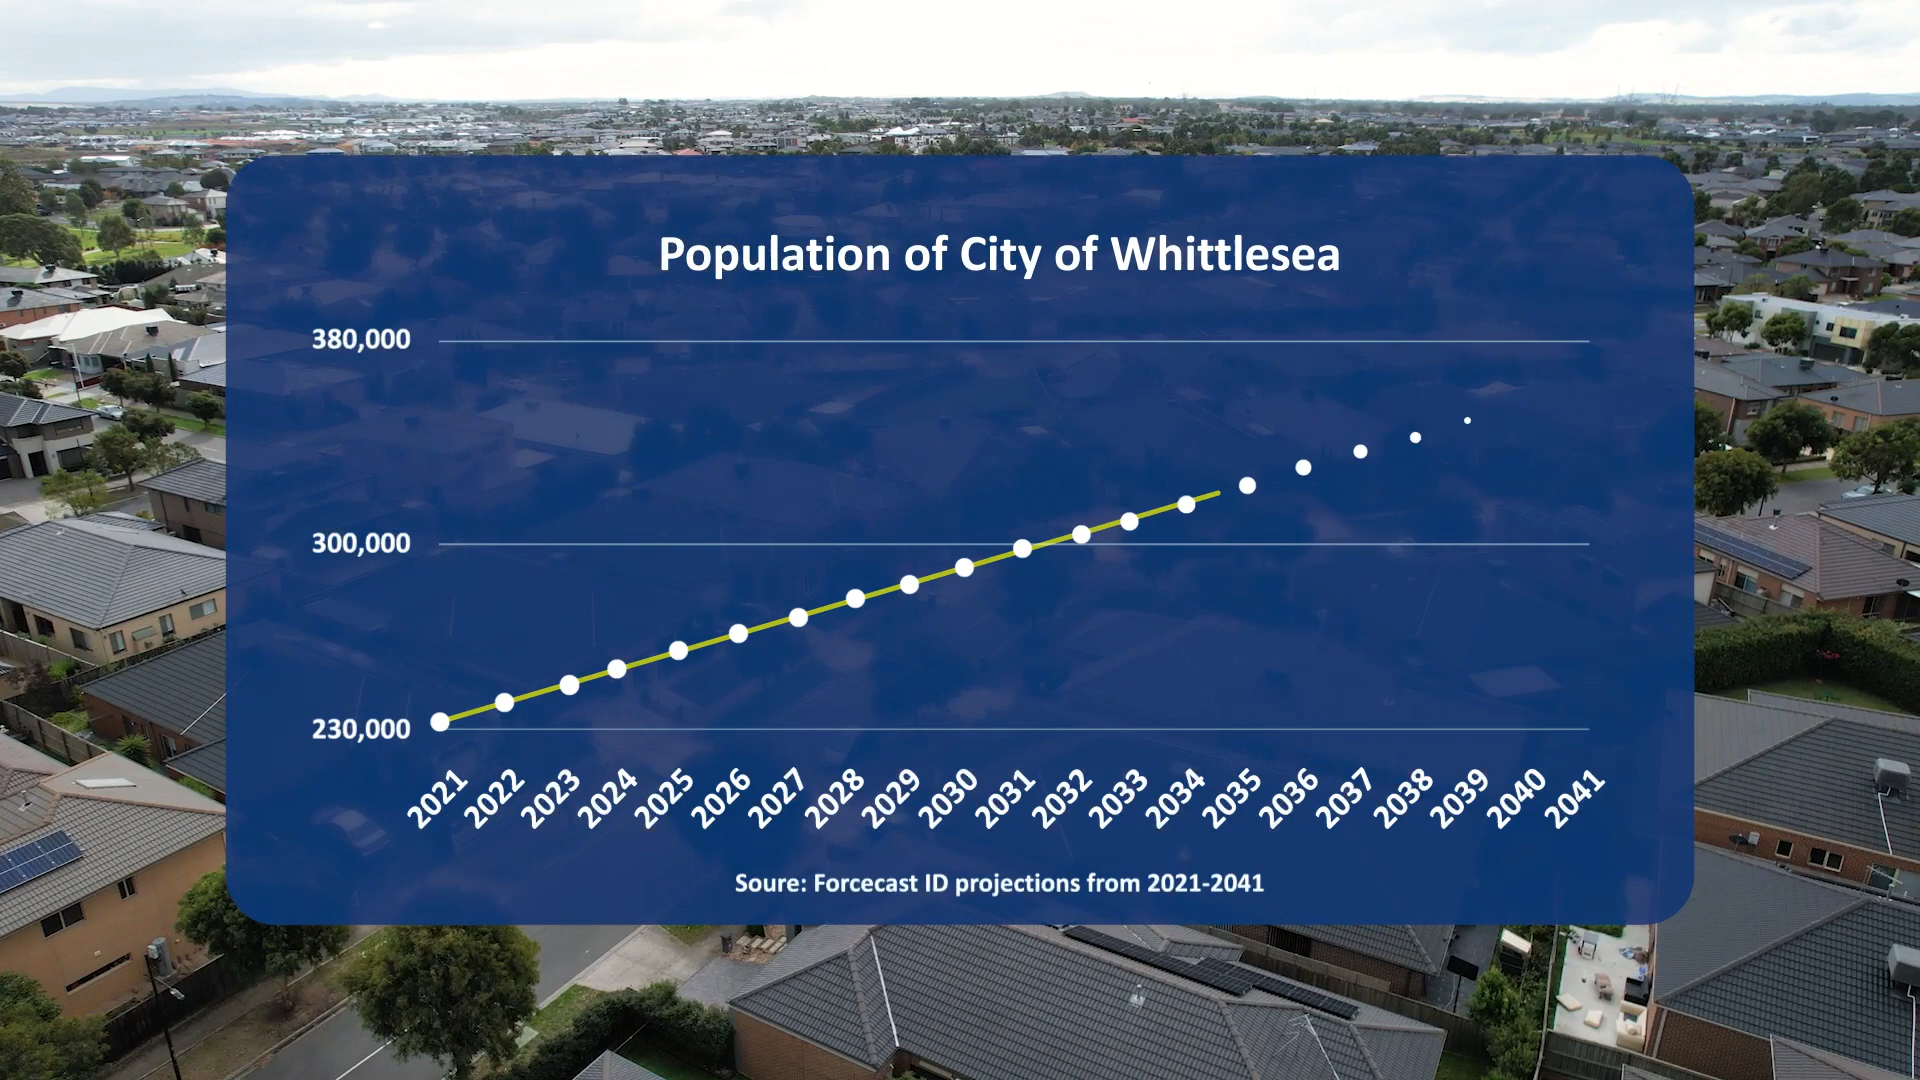 Population of City of Whittlesea
380,000
300,000
230,000
2021 2022 2023 2024 2025 2026 2027 2028 2029 2030 2031 2032 2033 2034 2035 2036 2037 2038 2039 2040 2041
Soure: Forcecast ID projections from 2021-2041